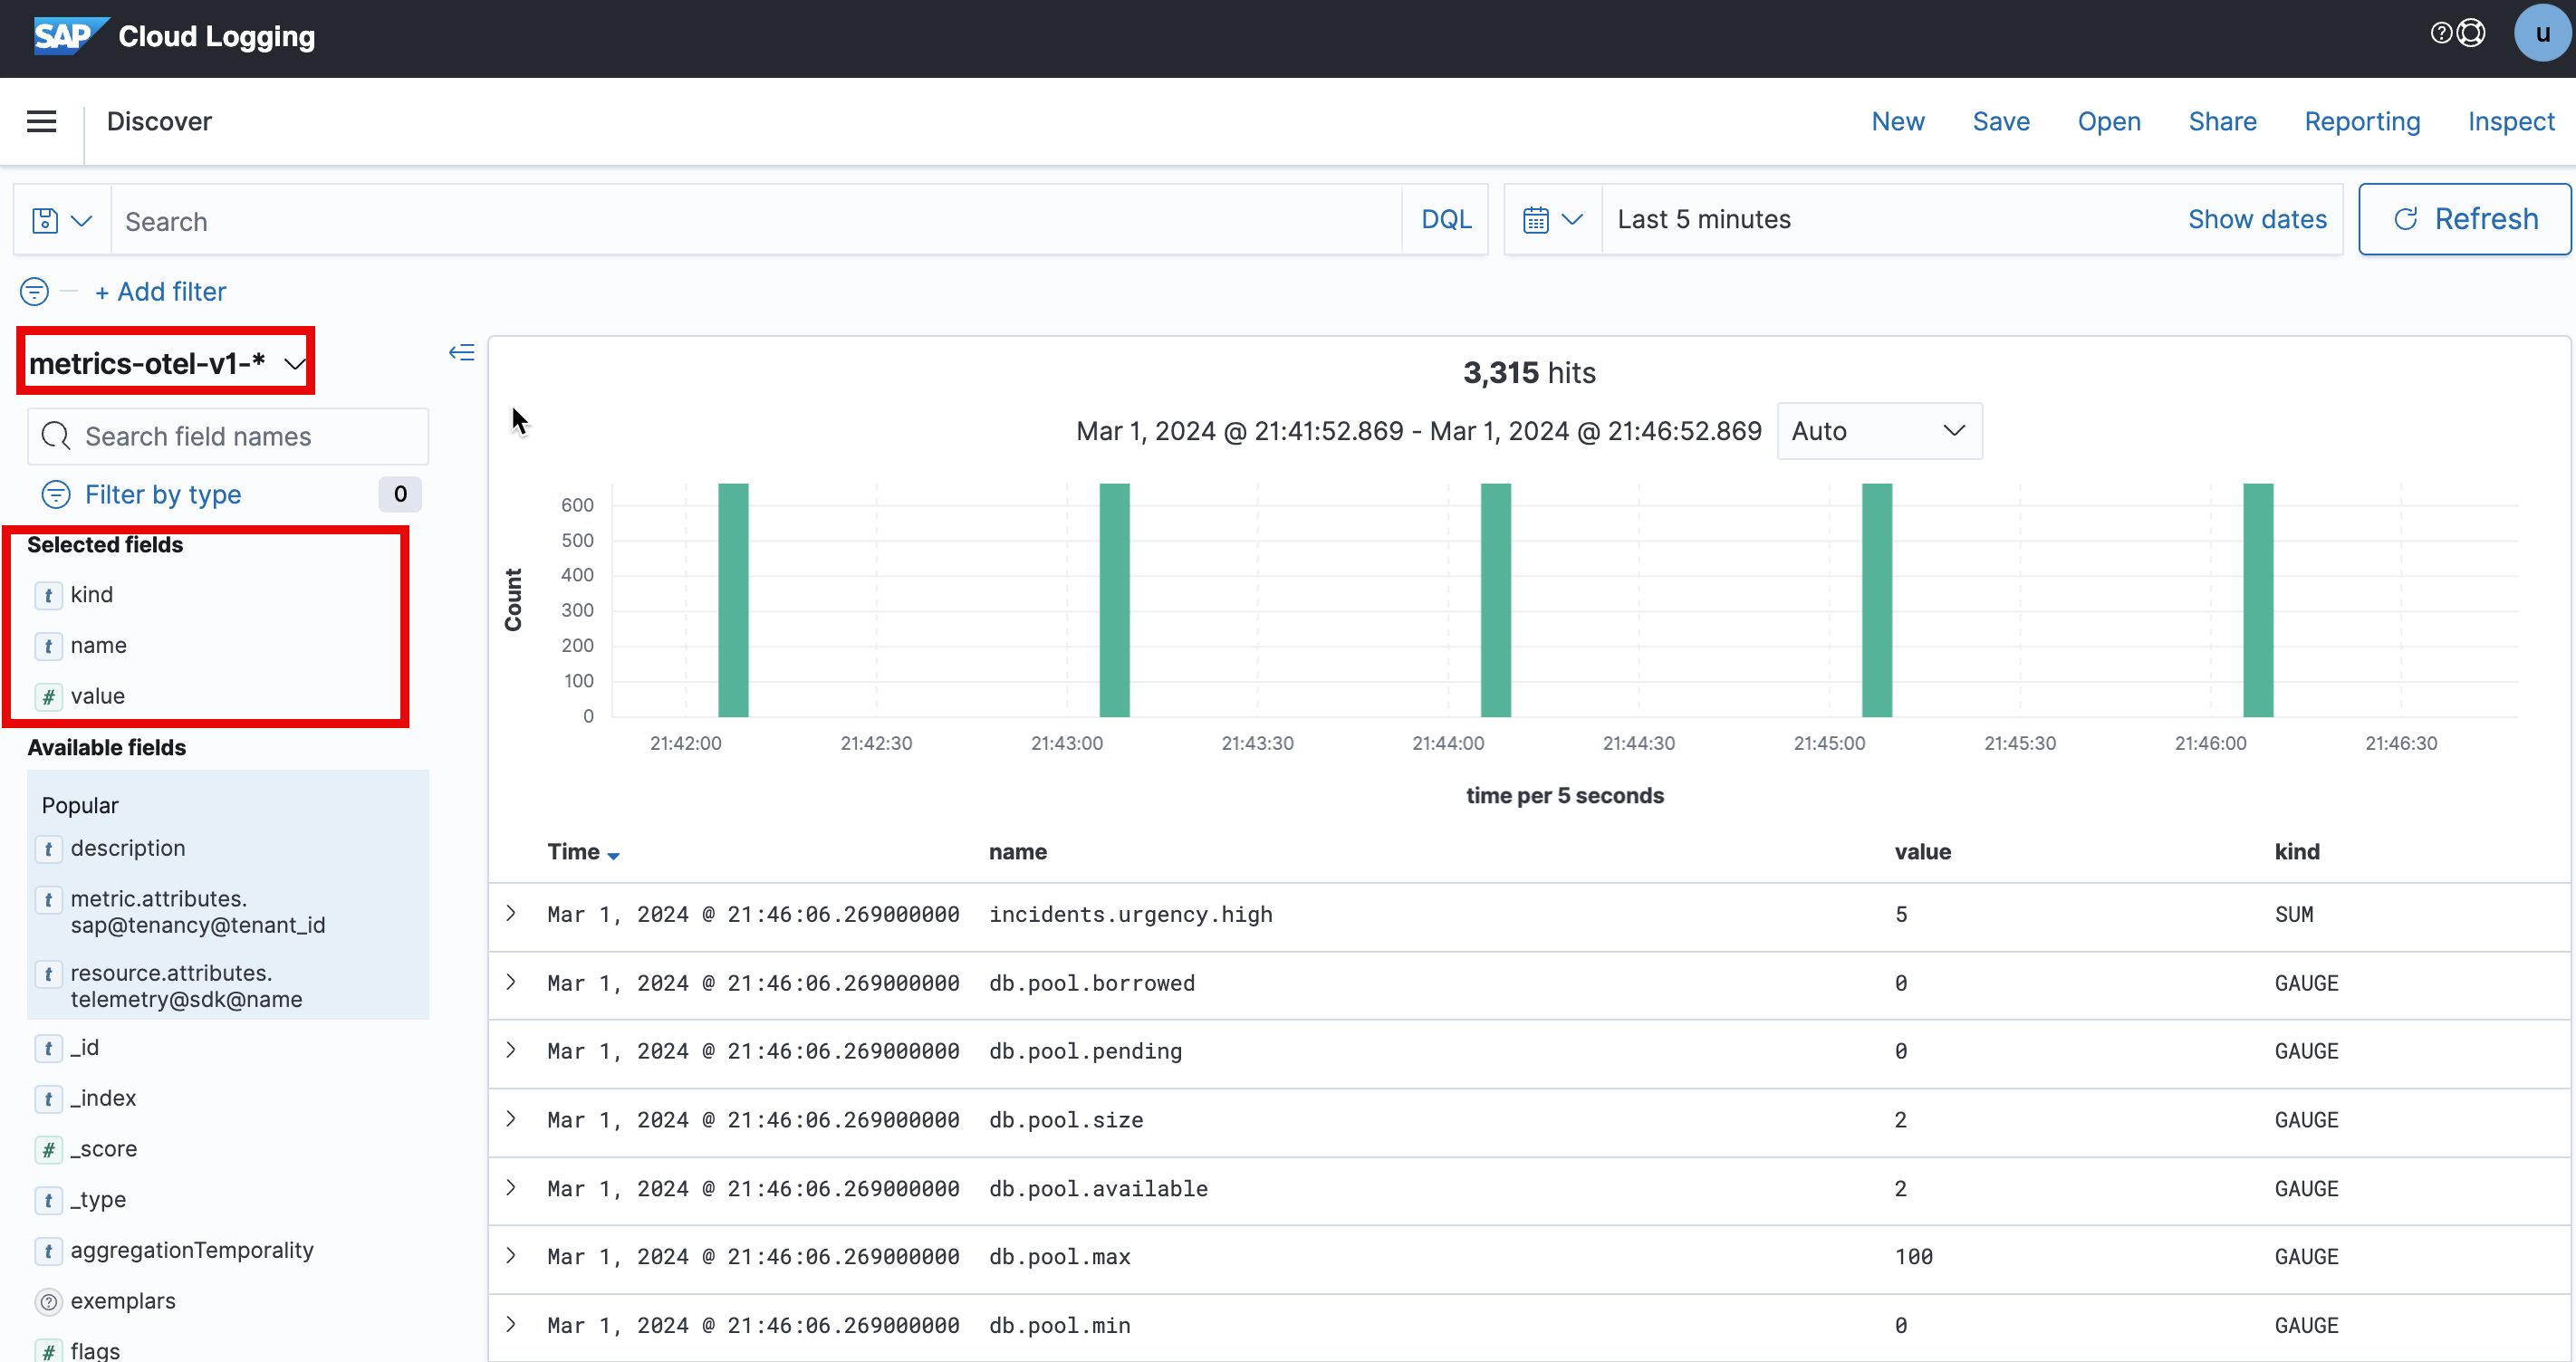 SAP Cloud Logging
u
Discover
New Save Open Share Reporting Inspect
Search
DQL
Last 5 minutes
Show dates
Refresh
+ Add filter
metrics-otel-v1-*
Search field names
Filter by type
0
Selected fields
t kind
t name
# value
Available fields
Popular
t description
t metric.attributes.
sap@tenancy@tenant_id
t resource.attributes.
telemetry@sdk@name
t _id
t _index
# _score
t _type
t aggregationTemporality
? exemplars
# flags
3,315 hits
Mar 1, 2024 @ 21:41:52.869 - Mar 1, 2024 @ 21:46:52.869
Auto
Count
600
500
400
300
200
100
0
21:42:00 21:42:30 21:43:00 21:43:30 21:44:00 21:44:30 21:45:00 21:45:30 21:46:00 21:46:30
time per 5 seconds
Time name value kind
Mar 1, 2024 @ 21:46:06.269000000 incidents.urgency.high 5 SUM
Mar 1, 2024 @ 21:46:06.269000000 db.pool.borrowed 0 GAUGE
Mar 1, 2024 @ 21:46:06.269000000 db.pool.pending 0 GAUGE
Mar 1, 2024 @ 21:46:06.269000000 db.pool.size 2 GAUGE
Mar 1, 2024 @ 21:46:06.269000000 db.pool.available 2 GAUGE
Mar 1, 2024 @ 21:46:06.269000000 db.pool.max 100 GAUGE
Mar 1, 2024 @ 21:46:06.269000000 db.pool.min 0 GAUGE